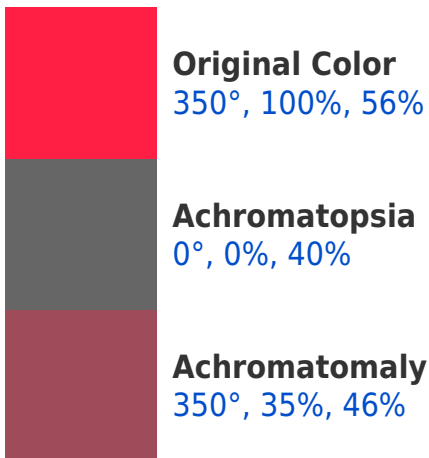 Original Color
350°, 100%, 56%
Achromatopsia
0°, 0%, 40%
Achromatomaly
350°, 35%, 46%